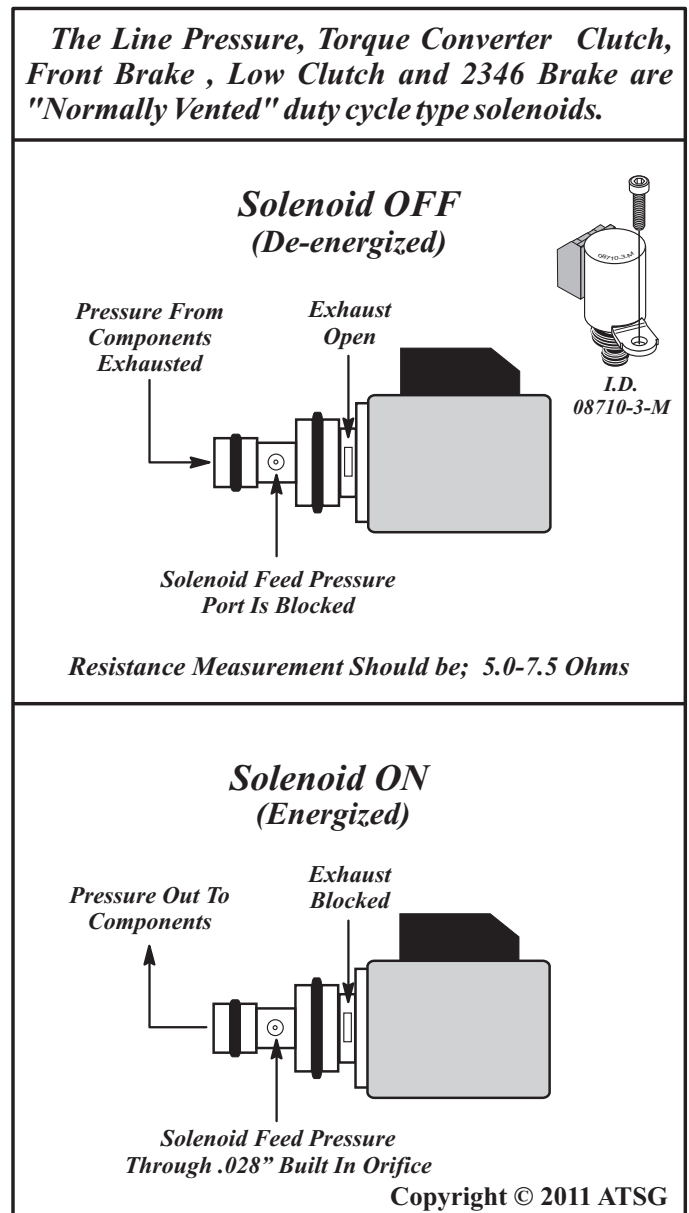 The Line Pressure, Torque Converter Clutch,
Front Brake , Low Clutch and 2346 Brake are
"Normally Vented" duty cycle type solenoids.
Solenoid OFF
(De-energized)
08710-3-M
Pressure From
Components
Exhausted
Exhaust
Open
I.D.
08710-3-M
Solenoid Feed Pressure
Port Is Blocked
Resistance Measurement Should be; 5.0-7.5 Ohms
Solenoid ON
(Energized)
Pressure Out To
Components
Exhaust
Blocked
Solenoid Feed Pressure
Through .028” Built In Orifice
Copyright © 2011 ATSG